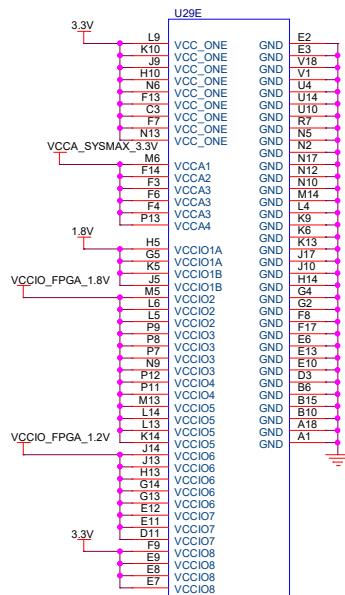 U29E
3.3V
L9 VCC_ONE GND E2
K10 VCC_ONE GND E3
J9 VCC_ONE GND V18
H10 VCC_ONE GND V1
N6 VCC_ONE GND U4
F13 VCC_ONE GND U14
C3 VCC_ONE GND U10
F7 VCC_ONE GND R7
N13 VCC_ONE GND N5
VCCA_SYSMAX_3.3V
GND N2
M6 VCCA1 GND N17
F14 VCCA2 GND N12
F3 VCCA3 GND N10
F6 VCCA3 GND M14
F4 VCCA3 GND L4
P13 VCCA4 GND K9
1.8V
GND K6
H5 VCCIO1A GND K13
G5 VCCIO1A GND J17
K5 VCCIO1B GND J10
J5 VCCIO1B GND H14
VCCIO_FPGA_1.8V
M5 VCCIO2 GND G4
L6 VCCIO2 GND G2
L5 VCCIO2 GND F8
P9 VCCIO3 GND F17
P8 VCCIO3 GND E6
P7 VCCIO3 GND E13
N9 VCCIO3 GND E10
P12 VCCIO4 GND D3
P11 VCCIO4 GND B6
M13 VCCIO5 GND B15
L14 VCCIO5 GND B10
L13 VCCIO5 GND A18
K14 VCCIO5 GND A1
VCCIO_FPGA_1.2V
J14 VCCIO6
J13 VCCIO6
H13 VCCIO6
G14 VCCIO6
G13 VCCIO6
E12 VCCIO7
E11 VCCIO7
D11 VCCIO7
3.3V
F9 VCCIO8
E9 VCCIO8
E8 VCCIO8
E7 VCCIO8